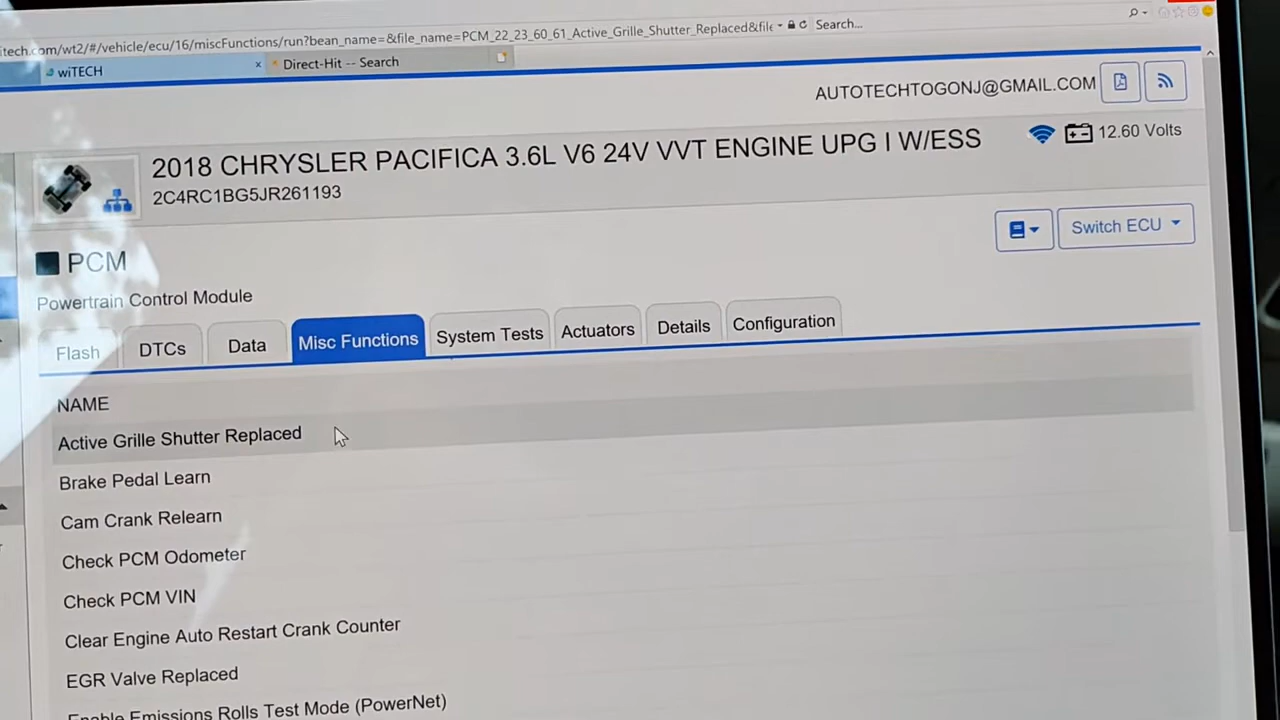 itech.com/wt2/#/vehicle/ecu/16/miscFunctions/run?bean_name=&file_name=PCM_22_23_60_61_Active_Grille_Shutter_Replaced&file
Search...
wiTECH x
Direct-Hit -- Search
AUTOTECHTOGONJ@GMAIL.COM
2018 CHRYSLER PACIFICA 3.6L V6 24V VVT ENGINE UPG I W/ESS
12.60 Volts
2C4RC1BG5JR261193
Switch ECU
PCM
Powertrain Control Module
Flash DTCs Data Misc Functions System Tests Actuators Details Configuration
NAME
Active Grille Shutter Replaced
Brake Pedal Learn
Cam Crank Relearn
Check PCM Odometer
Check PCM VIN
Clear Engine Auto Restart Crank Counter
EGR Valve Replaced
Enable Emissions Rolls Test Mode (PowerNet)